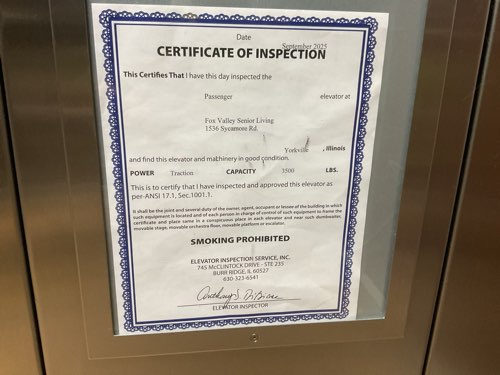 Date
September 2025
CERTIFICATE OF INSPECTION
This Certifies That I have this day inspected the
Passenger elevator at
Fox Valley Senior Living
1536 Sycamore Rd.
Yorkville, Illinois
and find this elevator and machinery in good condition.
POWER Traction CAPACITY 3500 LBS.
This is to certify that I have inspected and approved this elevator as
per-ANSI 17.1, Sec.1001.1.
It shall be the joint and several duty of the owner, agent, occupant or lessee of the building in which
such equipment is located and of each person in charge of control of such equipment to frame the
certificate and place same in a conspicuous place in each elevator and near such dumbwaiter,
movable stage, movable orchestra floor, movable platform or escalator.
SMOKING PROHIBITED
ELEVATOR INSPECTION SERVICE, INC.
745 McCLINTOCK DRIVE - STE 235
BURR RIDGE, IL 60527
630-323-6541
ELEVATOR INSPECTOR